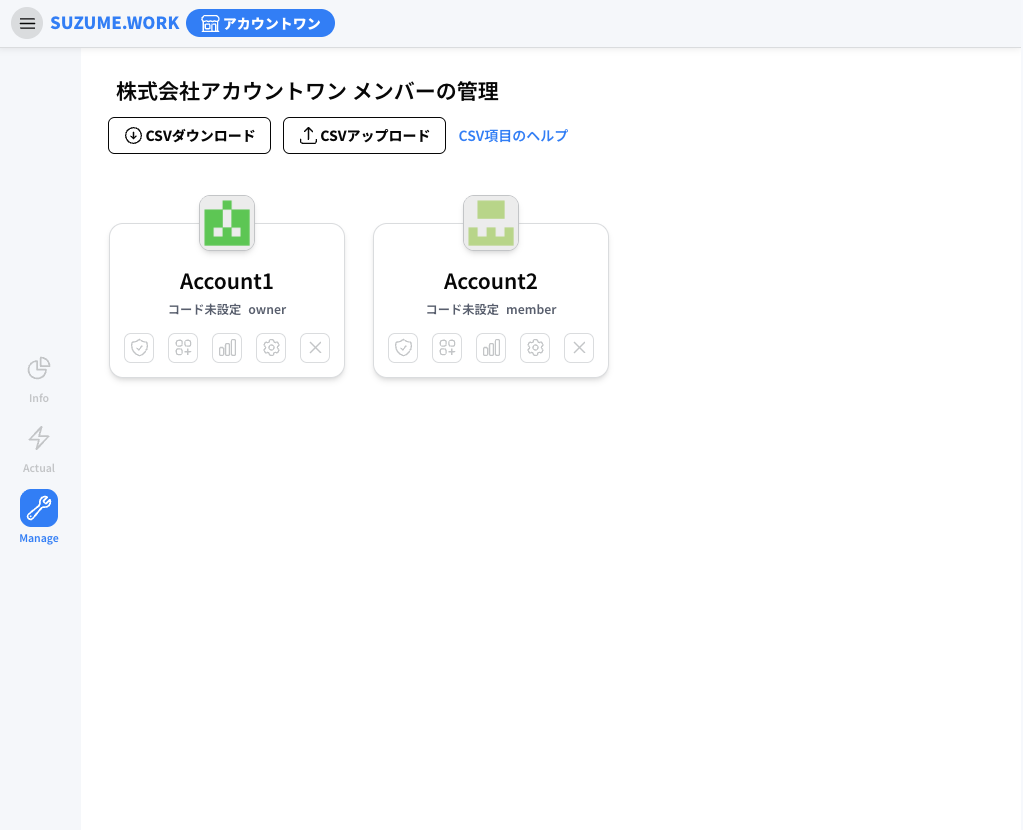 SUZUME.WORK アカウントワン
株式会社アカウントワン メンバーの管理
CSVダウンロード CSVアップロード CSV項目のヘルプ
Account1
コード未設定 owner
Account2
コード未設定 member
Info
Actual
Manage